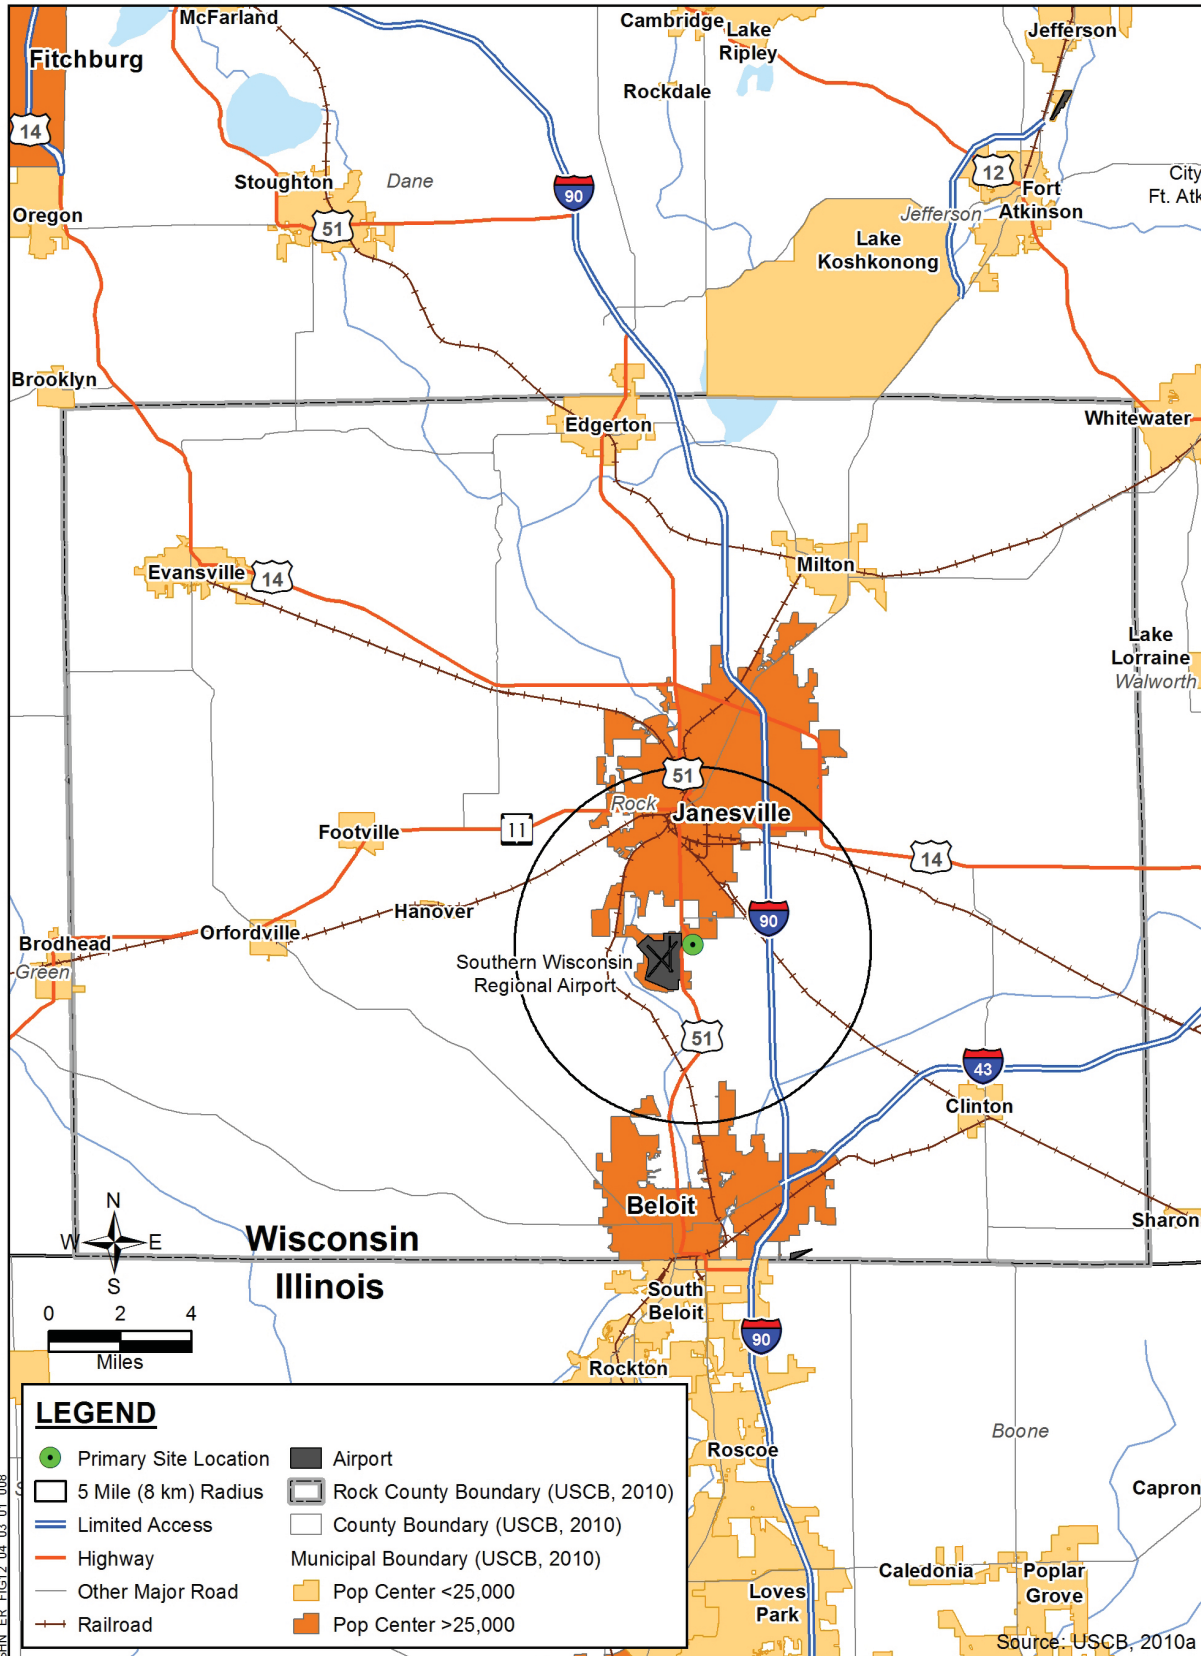 McFarland
Cambridge
Lake
Ripley
Jefferson
Fitchburg
Rockdale
14
90
12
City
Ft. Atk
Stoughton
Dane
Fort
Atkinson
Oregon
51
Jefferson
Lake
Koshkonong
Brooklyn
Edgerton
Whitewater
Evansville
14
Milton
Lake
Lorraine
Walworth
51
Rock
Janesville
Footville
11
14
Hanover
90
Brodhead
Orfordville
Green
Southern Wisconsin
Regional Airport
51
43
Clinton
Beloit
N
W E
S
Wisconsin
Sharon
Illinois
South
Beloit
0 2 4
Miles
90
Rockton
LEGEND
Primary Site Location
Airport
5 Mile (8 km) Radius
Rock County Boundary (USCB, 2010)
Limited Access
County Boundary (USCB, 2010)
Highway
Municipal Boundary (USCB, 2010)
Other Major Road
Pop Center <25,000
Railroad
Pop Center >25,000
Roscoe
Boone
Capron
Caledonia
Poplar
Grove
Loves
Park
Source: USCB, 2010a